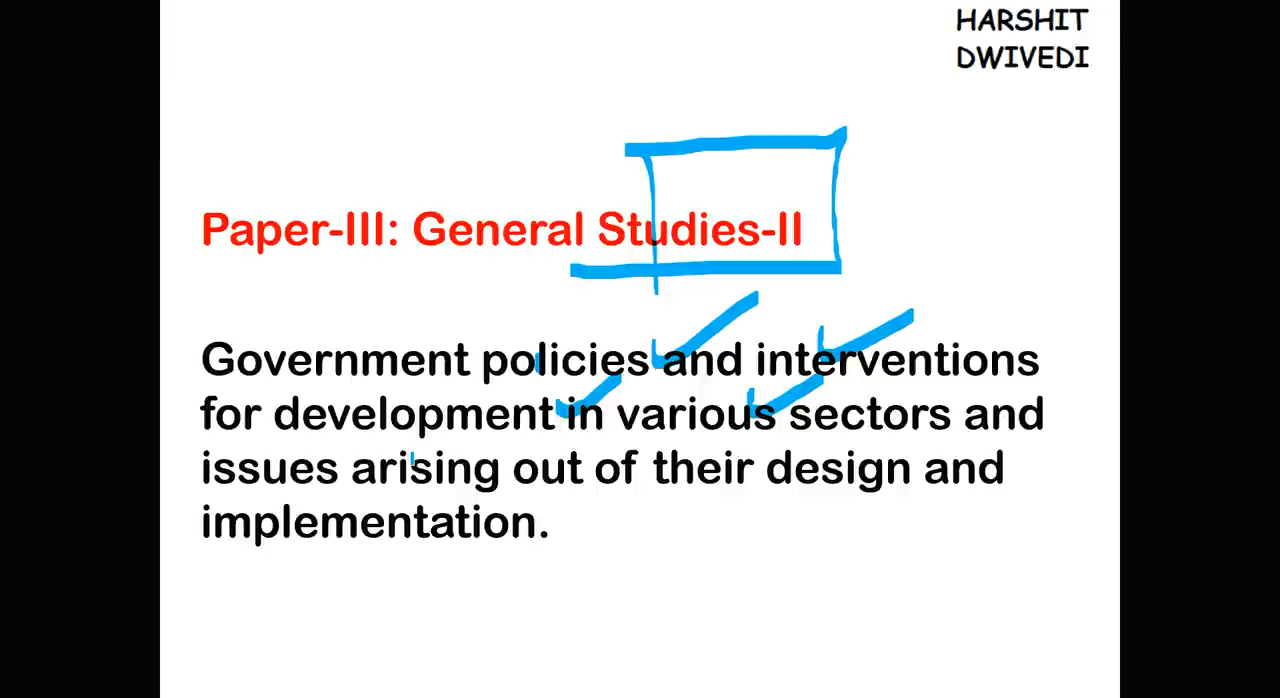 HARSHIT
DWIVEDI
Paper-III: General Studies-II
Government policies and interventions
for development in various sectors and
issues arising out of their design and
implementation.